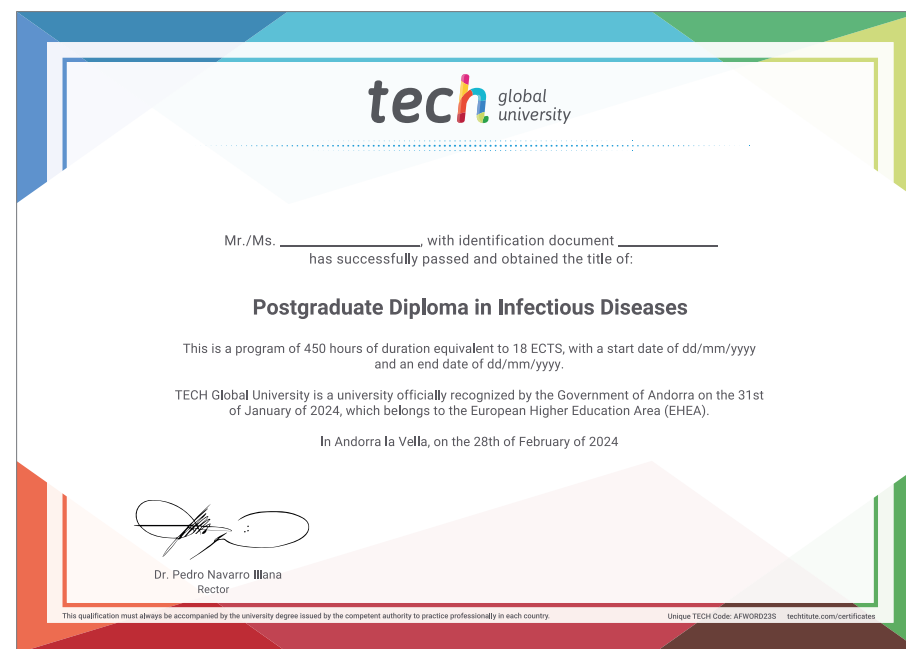 tech global
university
Mr./Ms. ____________________, with identification document ______________
has successfully passed and obtained the title of:
Postgraduate Diploma in Infectious Diseases
This is a program of 450 hours of duration equivalent to 18 ECTS, with a start date of dd/mm/yyyy
and an end date of dd/mm/yyyy.
TECH Global University is a university officially recognized by the Government of Andorra on the 31st
of January of 2024, which belongs to the European Higher Education Area (EHEA).
In Andorra la Vella, on the 28th of February of 2024
Dr. Pedro Navarro Illana
Rector
This qualification must always be accompanied by the university degree issued by the competent authority to practice professionally in each country.
Unique TECH Code: AFWORD23S techtitute.com/certificates